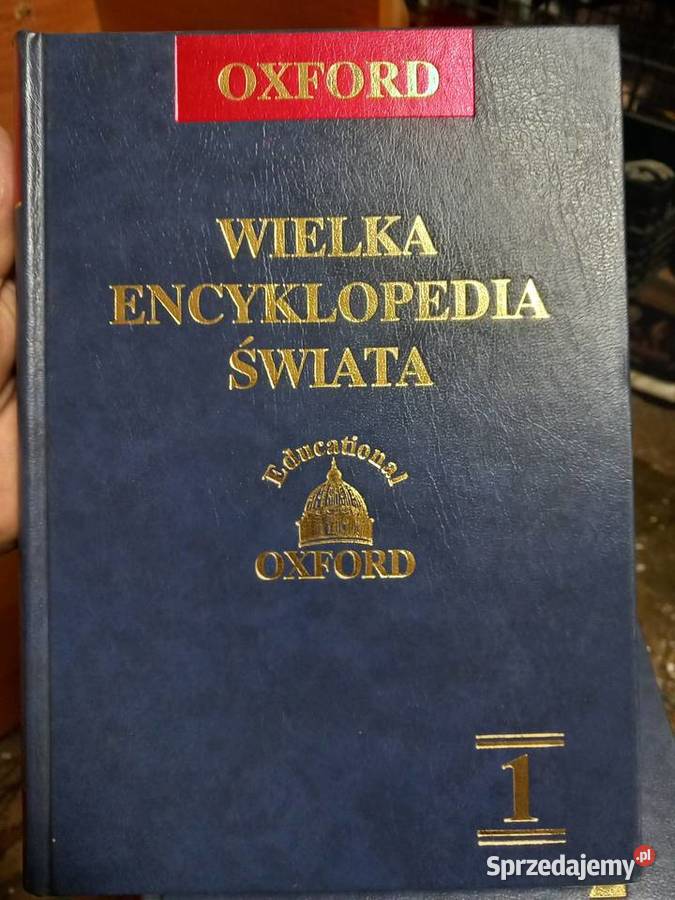 OXFORD
WIELKA
ENCYKLOPEDIA
ŚWIATA
Educational
OXFORD
1
Sprzedajemy.pl